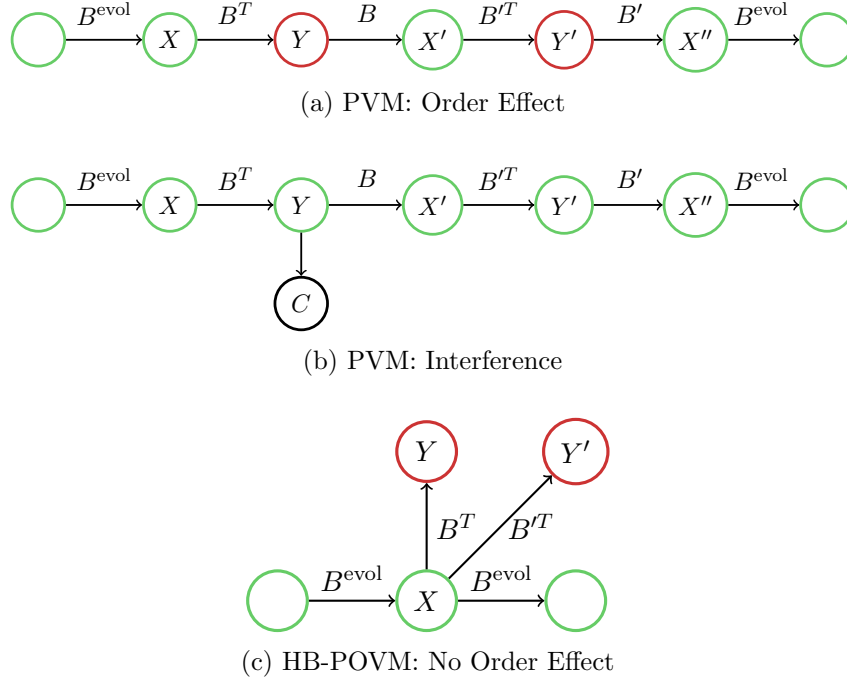 B^evol B^T B B'^T B' B^evol
X Y X' Y' X''
(a) PVM: Order Effect
B^evol B^T B B'^T B' B^evol
X Y X' Y' X''
C
(b) PVM: Interference
Y Y'
B^T B'^T
B^evol B^evol
X
(c) HB-POVM: No Order Effect